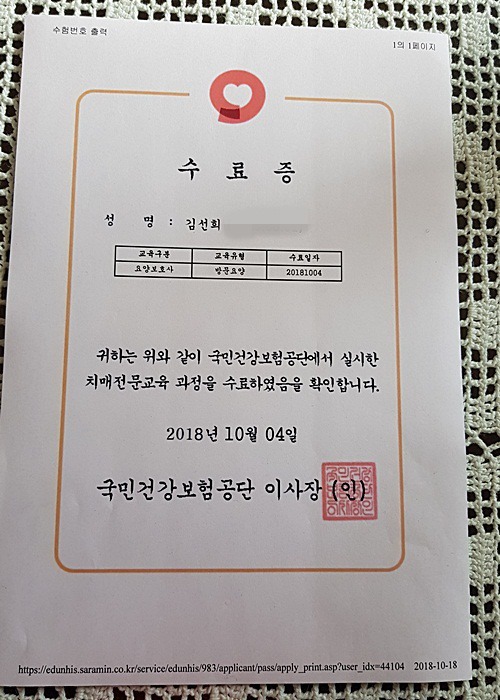 수험번호 출력
1의 1페이지
수 료 증
성 명 : 김선희
교육구분 교육유형 수료일자
요양보호사 방문요양 20181004
귀하는 위와 같이 국민건강보험공단에서 실시한
치매전문교육 과정을 수료하였음을 확인합니다.
2018년 10월 04일
국민건강보험공단 이사장 (인)
https://edunhis.saramin.co.kr/service/edunhis/983/applicant/pass/apply_print.asp?user_idx=44104 2018-10-18